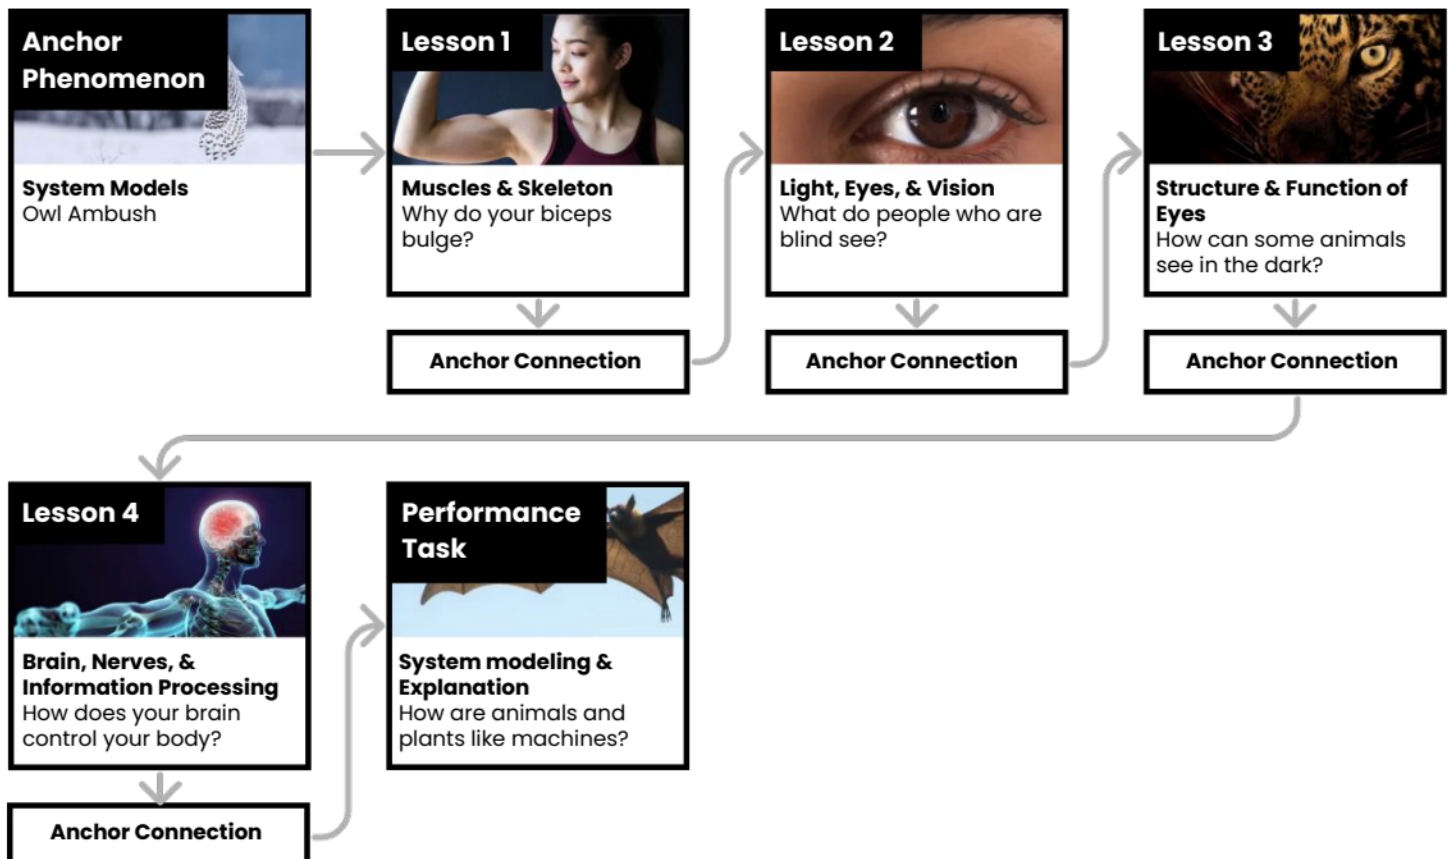 Anchor
Phenomenon
System Models
Owl Ambush
Lesson 1
Muscles & Skeleton
Why do your biceps
bulge?
Anchor Connection
Lesson 2
Light, Eyes, & Vision
What do people who are
blind see?
Anchor Connection
Lesson 3
Structure & Function of
Eyes
How can some animals
see in the dark?
Anchor Connection
Lesson 4
Brain, Nerves, &
Information Processing
How does your brain
control your body?
Anchor Connection
Performance
Task
System modeling &
Explanation
How are animals and
plants like machines?